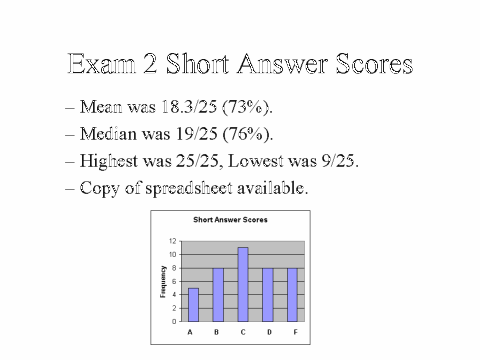 Exam 2 Short Answer Scores
– Mean was 18.3/25 (73%).
– Median was 19/25 (76%).
– Highest was 25/25, Lowest was 9/25.
– Copy of spreadsheet available.
Short Answer Scores
12
10
8
6
4
2
0
Frequency
A B C D F